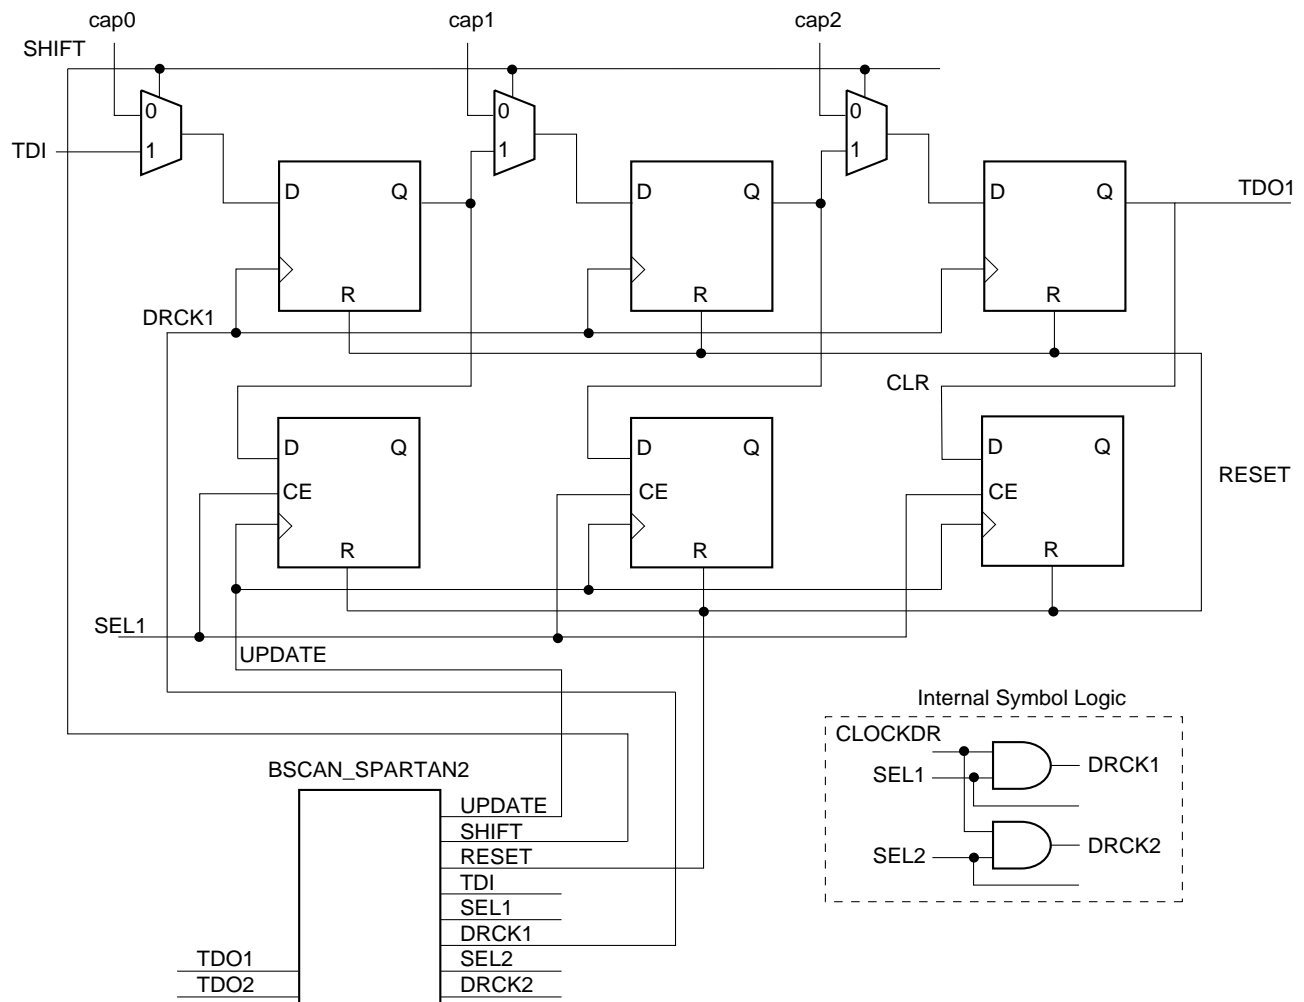 cap0 cap1 cap2
SHIFT
0 0 0
TDI 1 1 1
D Q D Q D Q TDO1
R R R
DRCK1
CLR
D Q D Q D Q
RESET
CE CE CE
R R R
SEL1
UPDATE
Internal Symbol Logic
CLOCKDR
DRCK1
SEL1
DRCK2
SEL2
BSCAN_SPARTAN2
UPDATE
SHIFT
RESET
TDI
SEL1
DRCK1
TDO1 SEL2
TDO2 DRCK2